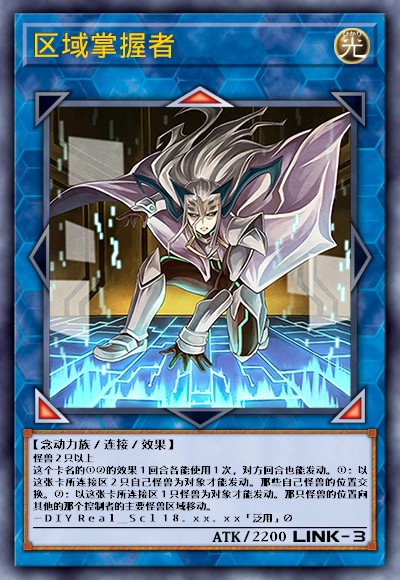 区域掌握者
ひかり
光
【念动力族／连接／效果】
怪兽２只以上
这个卡名的①②的效果１回合各能使用１次，对方回合也能发动。①：以
这张卡所连接区２只自己怪兽为对象才能发动。那些自己怪兽的位置交
换。②：以这张卡所连接区１只怪兽为对象才能发动。那只怪兽的位置向
其他的那个控制者的主要怪兽区域移动。
－ＤＩＹＲｅａｌ＿Ｓｃｌ１８．ｘｘ．ｘｘ「泛用」∅
ATK/2200 LINK-3